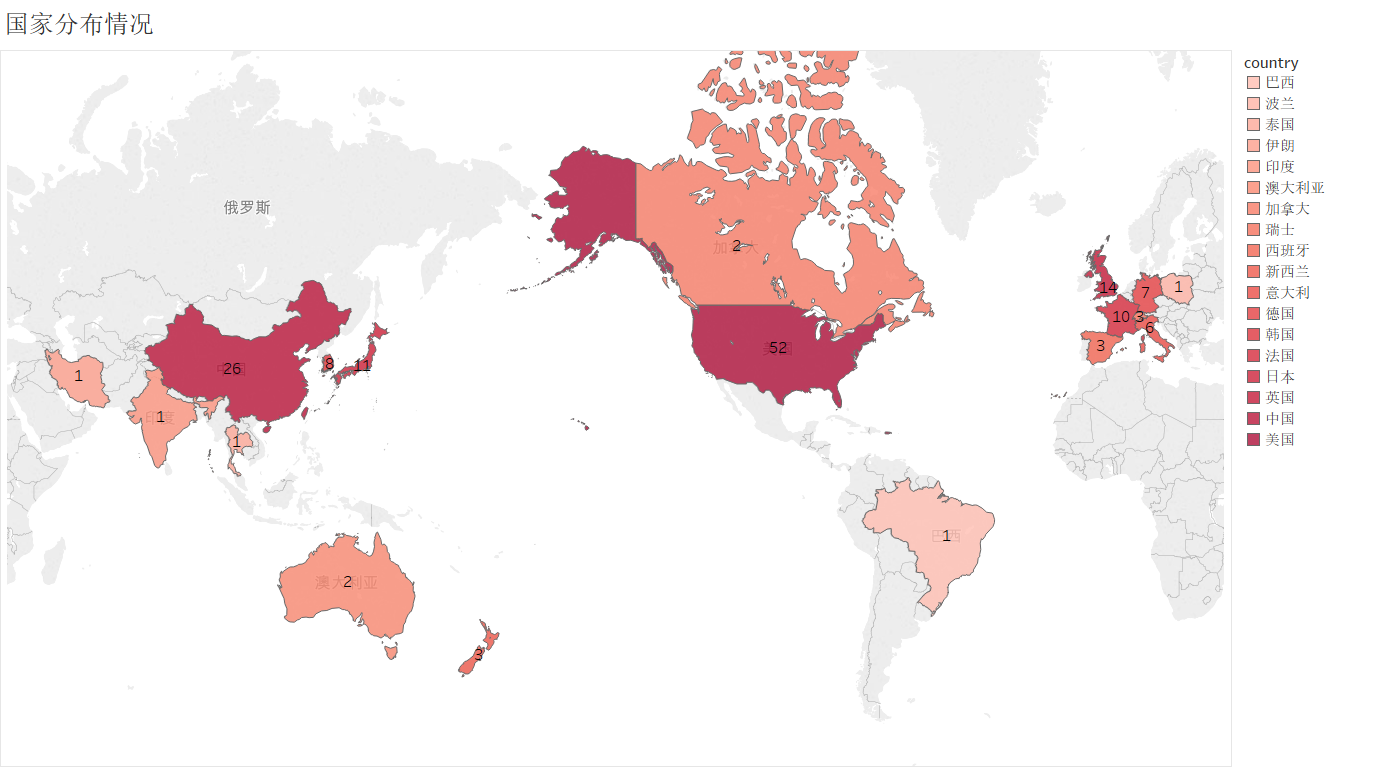 国家分布情况
country
巴西
波兰
泰国
伊朗
印度
澳大利亚
加拿大
瑞士
西班牙
新西兰
意大利
德国
韩国
法国
日本
英国
中国
美国
俄罗斯
加拿大
2
14
7
1
10
3
6
3
美国
52
中国
26
8
11
1
印度
1
1
巴西
1
澳大利亚
2
3